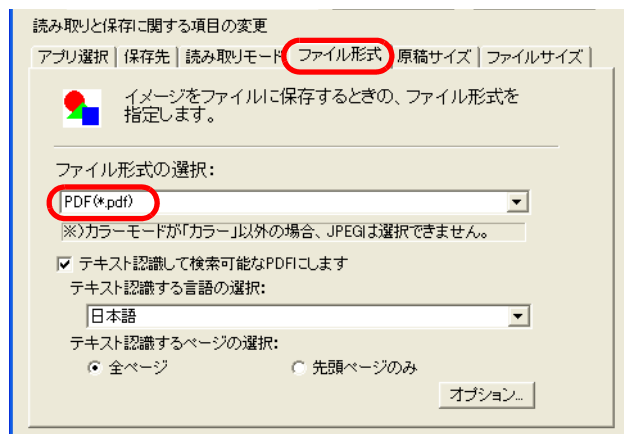 読み取りと保存に関する項目の変更
アプリ選択 保存先 読み取りモード ファイル形式 原稿サイズ ファイルサイズ
イメージをファイルに保存するときの、ファイル形式を
指定します。
ファイル形式の選択:
PDF(*.pdf)
※)カラーモードが「カラー」以外の場合、JPEGは選択できません。
テキスト認識して検索可能なPDFにします
テキスト認識する言語の選択:
日本語
テキスト認識するページの選択:
全ページ 先頭ページのみ
オプション...